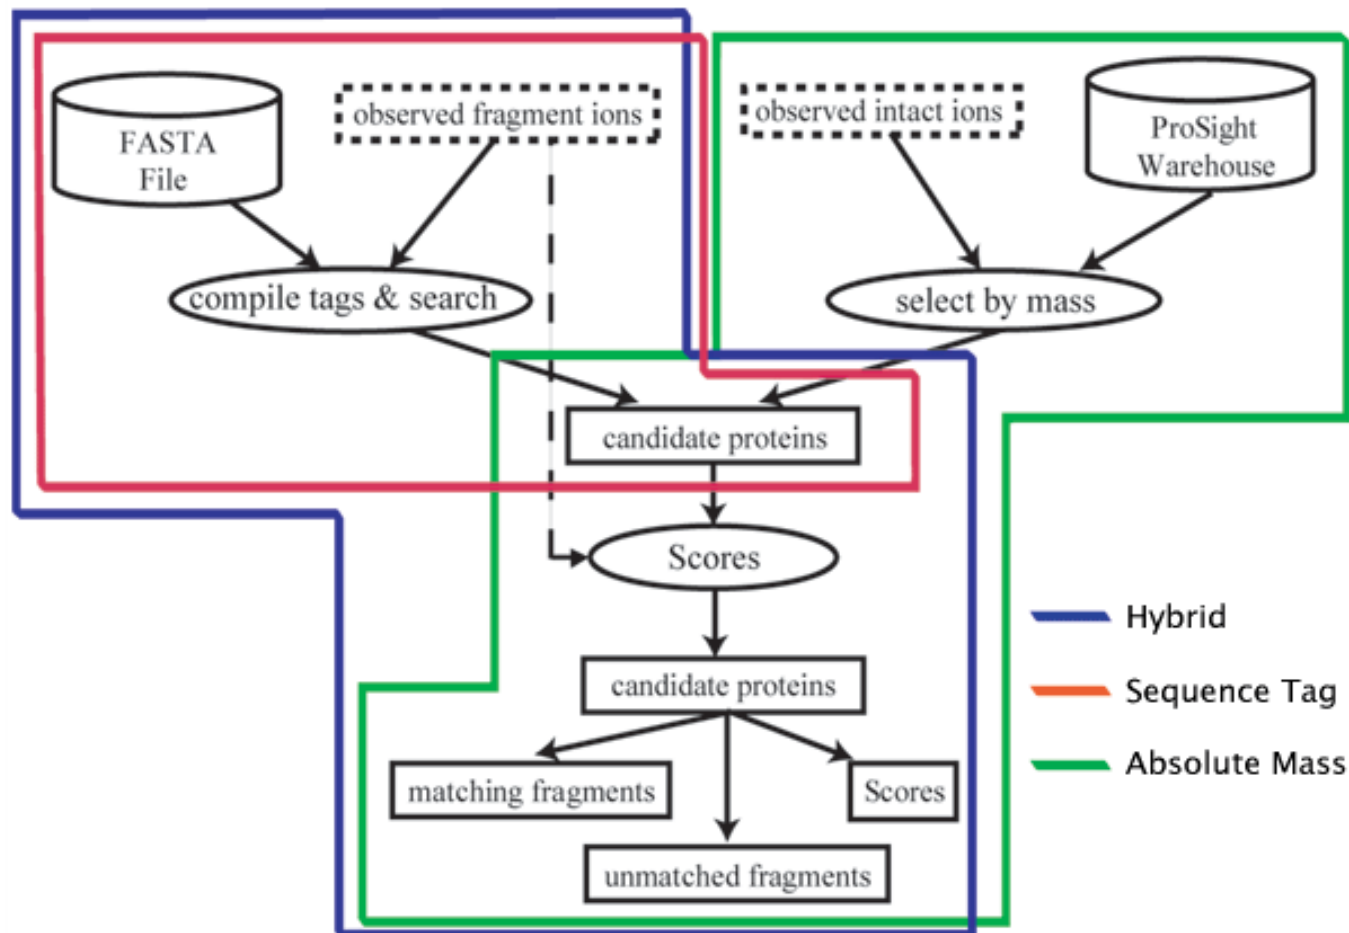 FASTA
File
observed fragment ions
observed intact ions
ProSight
Warehouse
compile tags & search
select by mass
candidate proteins
Scores
candidate proteins
matching fragments
Scores
unmatched fragments
Hybrid
Sequence Tag
Absolute Mass